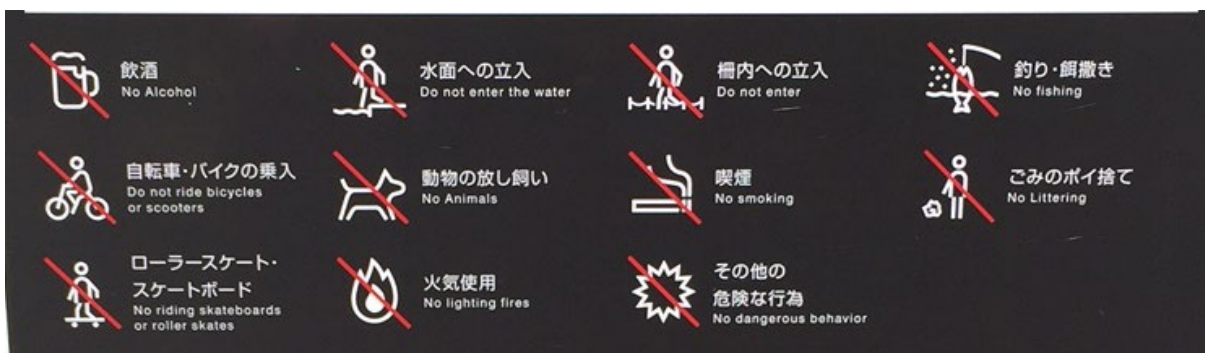 飲酒
No Alcohol
水面への立入
Do not enter the water
柵内への立入
Do not enter
釣り・餌撒き
No fishing
自転車・バイクの乗入
Do not ride bicycles
or scooters
動物の放し飼い
No Animals
喫煙
No smoking
ごみのポイ捨て
No Littering
ローラースケート・
スケートボード
No riding skateboards
or roller skates
火気使用
No lighting fires
その他の
危険な行為
No dangerous behavior